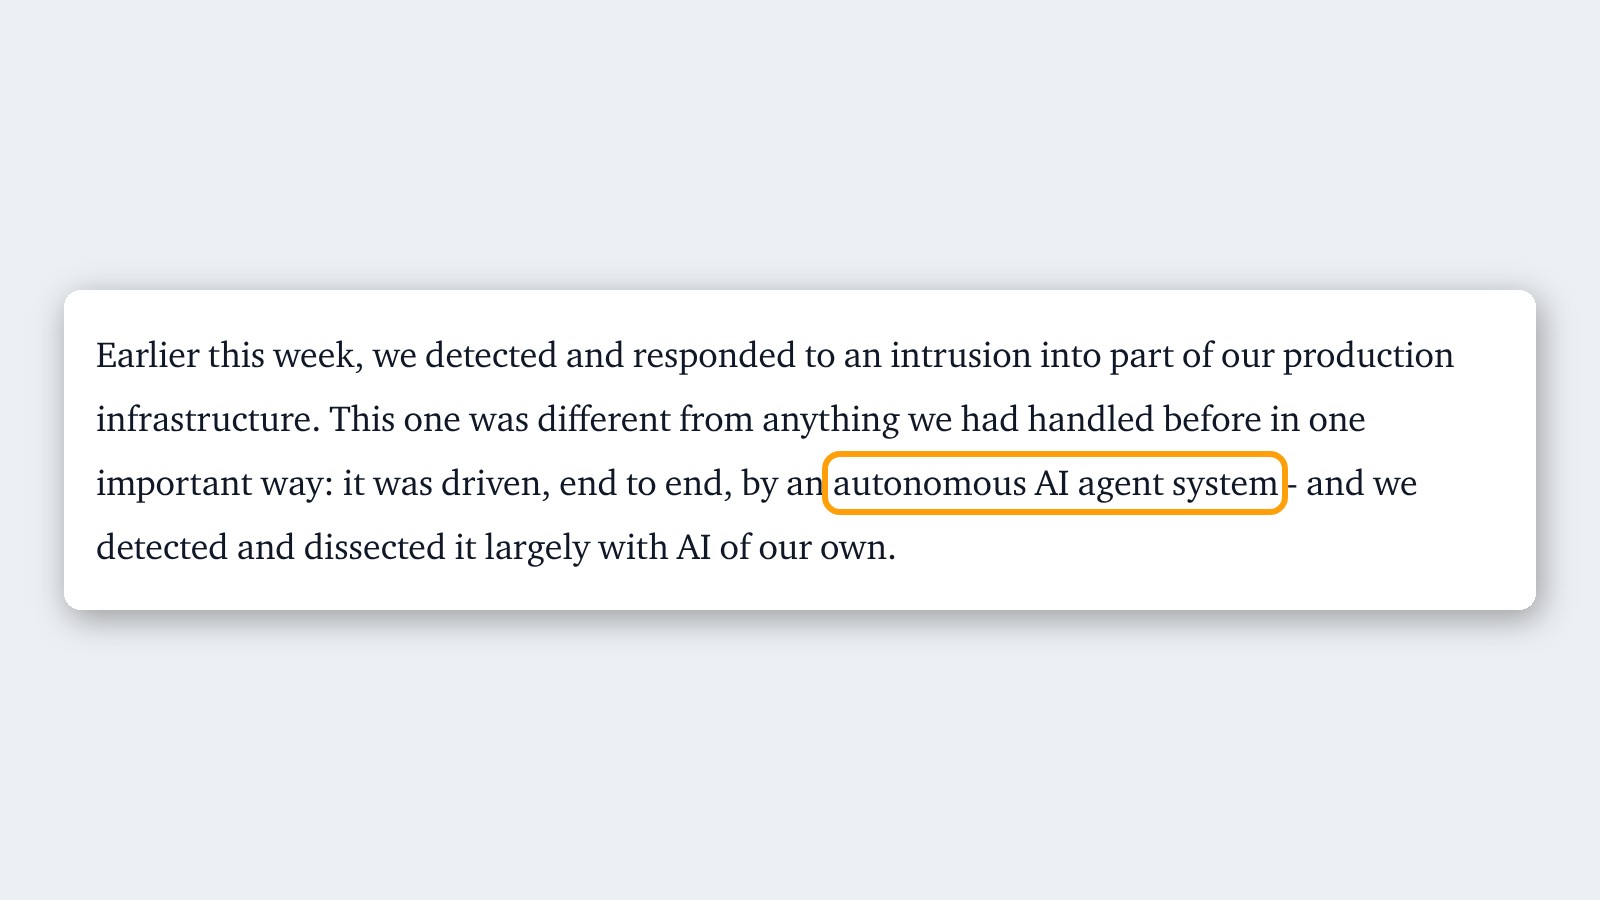 Earlier this week, we detected and responded to an intrusion into part of our production
infrastructure. This one was different from anything we had handled before in one
important way: it was driven, end to end, by an autonomous AI agent system - and we
detected and dissected it largely with AI of our own.